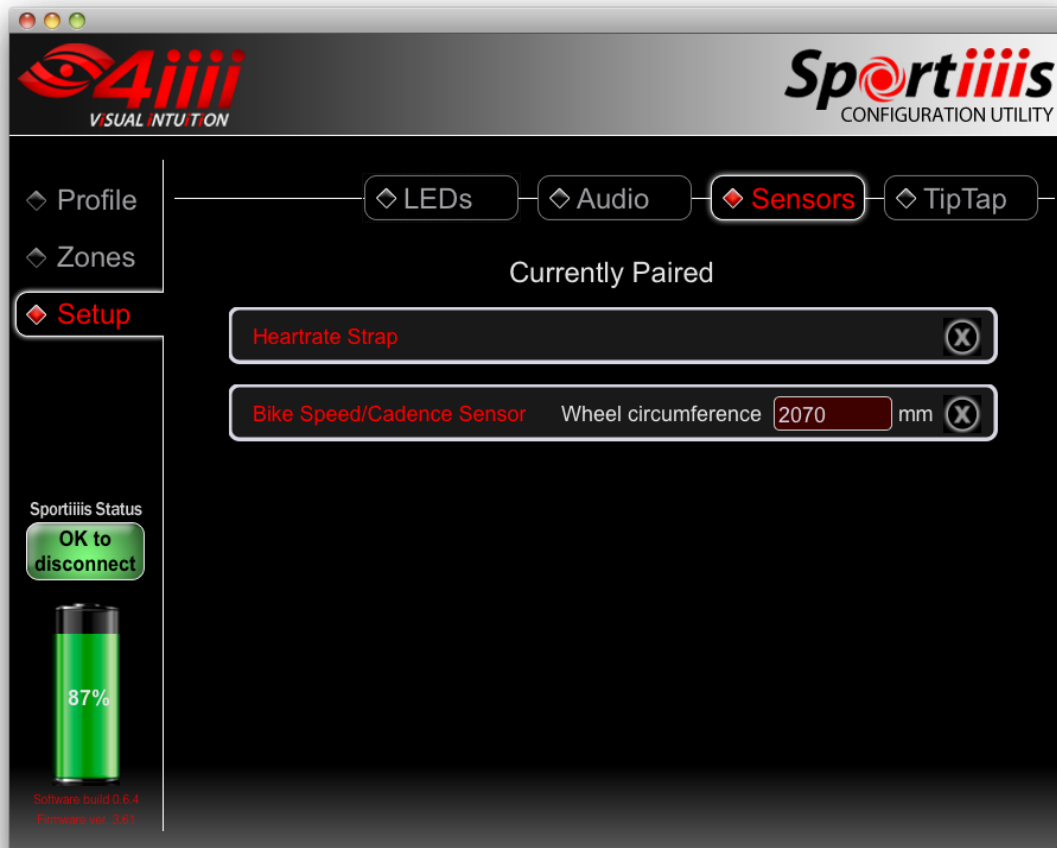 4iiii
VISUAL INTUITION
Sportiiiis
CONFIGURATION UTILITY
Profile
Zones
Setup
LEDs
Audio
Sensors
TipTap
Currently Paired
Heartrate Strap
X
Bike Speed/Cadence Sensor Wheel circumference 2070 mm X
Sportiiiis Status
OK to
disconnect
87%
Software build 0.6.4
Firmware ver. 3.61